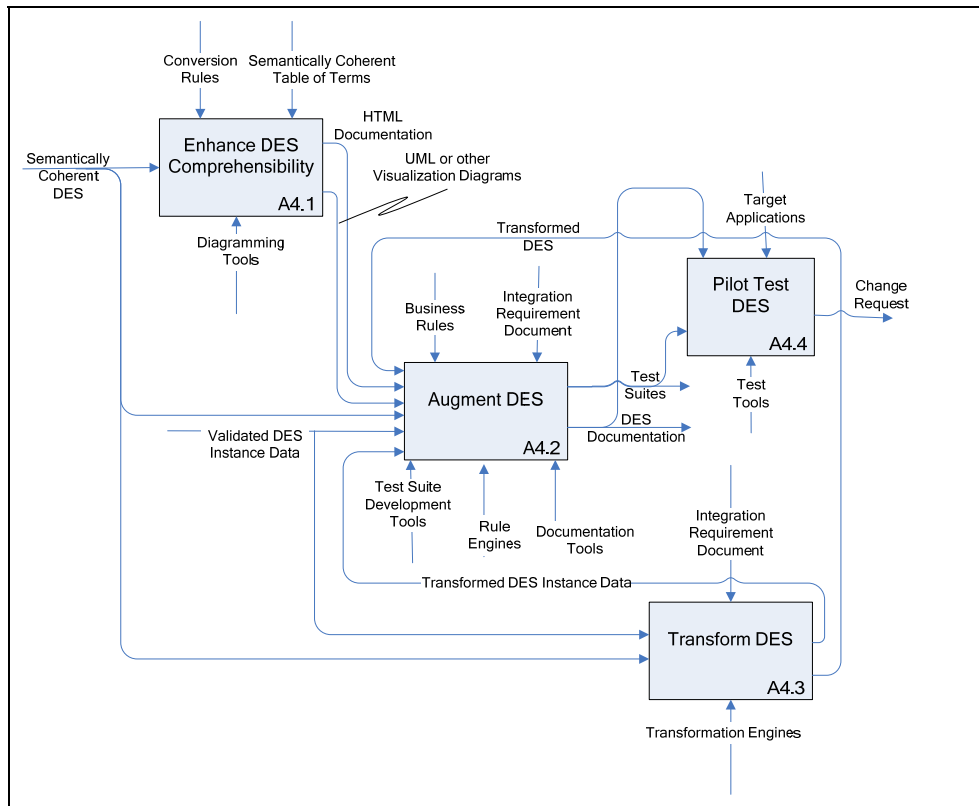 Conversion
Rules
Semantically Coherent
Table of Terms
HTML
Documentation
Enhance DES
Comprehensibility
A4.1
Semantically
Coherent
DES
UML or other
Visualization Diagrams
Diagramming
Tools
Transformed
DES
Target
Applications
Pilot Test
DES
A4.4
Change
Request
Business
Rules
Integration
Requirement
Document
Augment DES
A4.2
Test
Suites
Test
Tools
DES
Documentation
Validated DES
Instance Data
Test Suite
Development
Tools
Rule
Engines
Documentation
Tools
Integration
Requirement
Document
Transformed DES Instance Data
Transform DES
A4.3
Transformation Engines